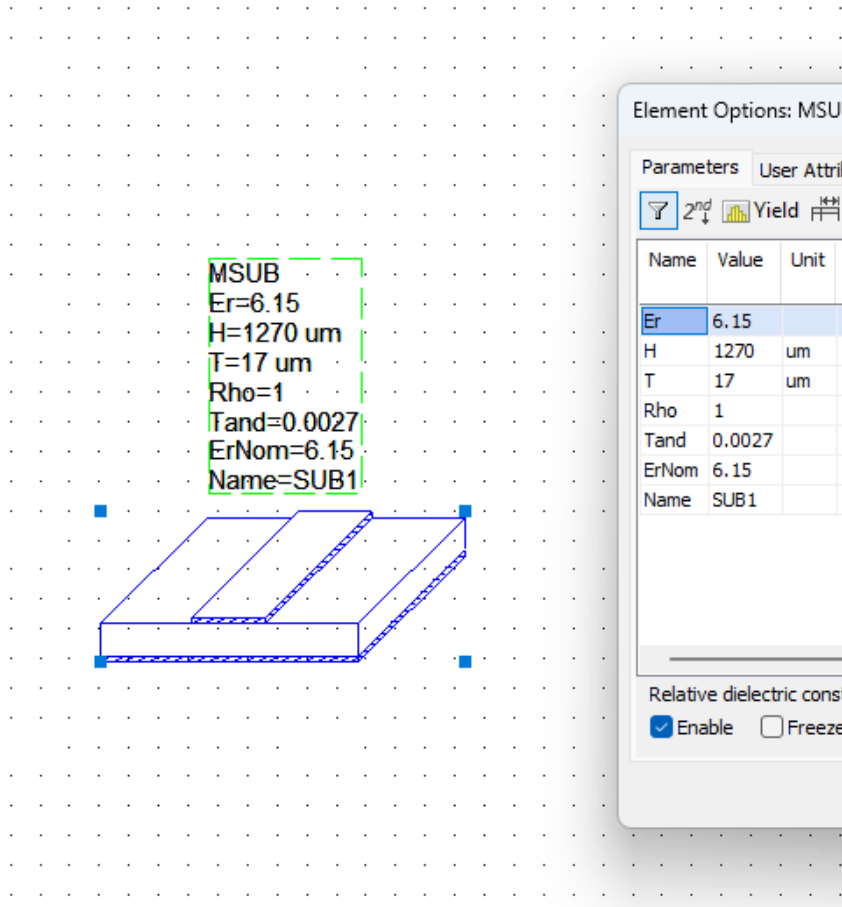 MSUB
Er=6.15
H=1270 um
T=17 um
Rho=1
Tand=0.0027
ErNom=6.15
Name=SUB1
Element Options: MSU
Parameters User Attri
2nd Yield
Name Value Unit
Er 6.15
H 1270 um
T 17 um
Rho 1
Tand 0.0027
ErNom 6.15
Name SUB1
Relative dielectric cons
Enable Freeze